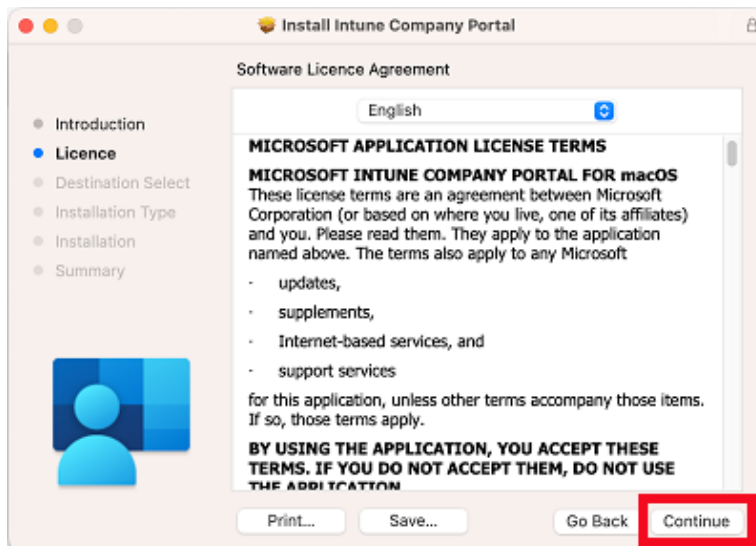 Install Intune Company Portal
Software Licence Agreement
Introduction
Licence
Destination Select
Installation Type
Installation
Summary
English
MICROSOFT APPLICATION LICENSE TERMS
MICROSOFT INTUNE COMPANY PORTAL FOR macOS
These license terms are an agreement between Microsoft
Corporation (or based on where you live, one of its affiliates)
and you. Please read them. They apply to the application
named above. The terms also apply to any Microsoft
· updates,
· supplements,
· Internet-based services, and
· support services
for this application, unless other terms accompany those items.
If so, those terms apply.
BY USING THE APPLICATION, YOU ACCEPT THESE
TERMS. IF YOU DO NOT ACCEPT THEM, DO NOT USE
THE APPLICATION
Print...
Save...
Go Back
Continue